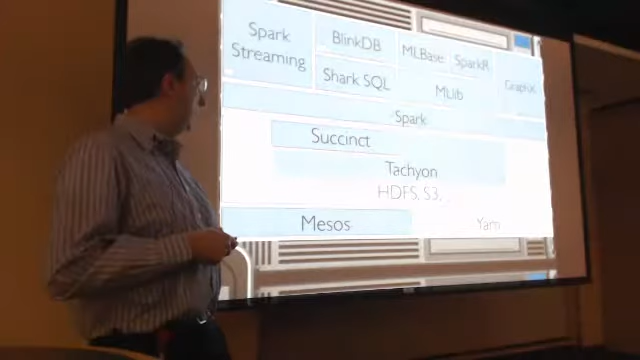 Spark
Streaming
BlinkDB
MLBase
SparkR
GraphX
Shark SQL
MLlib
Spark
Succinct
Tachyon
HDFS, S3, ..
Mesos
Yarn